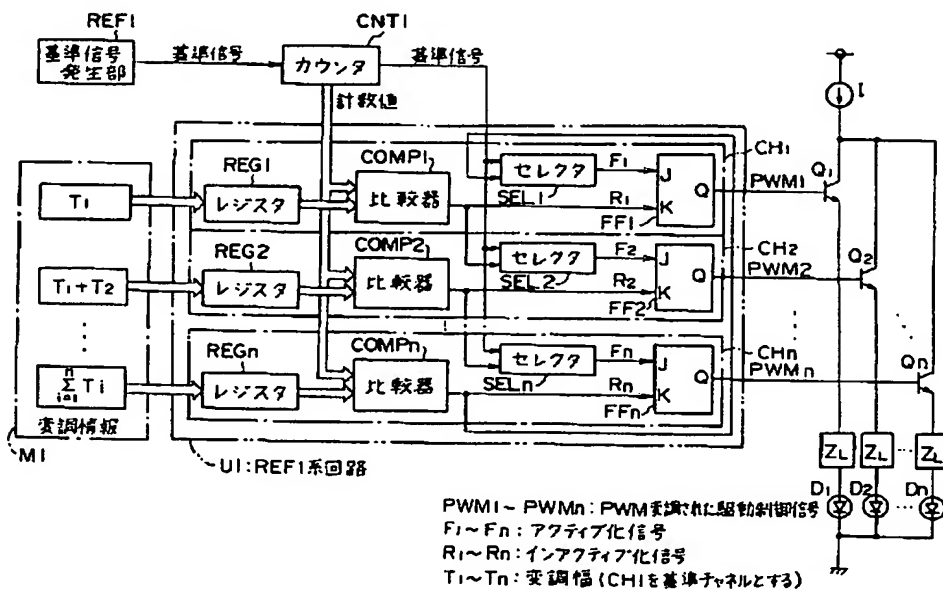 REF1
基準信号
発生部
基準信号
CNT1
カウンタ
基準信号
計数値
I
T1
T1+T2
⋮
n
Σ Ti
i=1
変調情報
M1
REG1
レジスタ
COMP1
比較器
セレクタ
SEL1
F1
R1
J
K
Q
FF1
CH1
PWM1
Q1
REG2
レジスタ
COMP2
比較器
セレクタ
SEL2
F2
R2
J
K
Q
FF2
CH2
PWM2
Q2
REGn
レジスタ
COMPn
比較器
セレクタ
SELn
Fn
Rn
J
K
Q
FFn
CHn
PWMn
Qn
U1:REF1系回路
ZL
ZL
ZL
D1
D2
Dn
PWM1~PWMn:PWM変調された駆動制御信号
F1~Fn:アクティブ化信号
R1~Rn:インアクティブ化信号
T1~Tn:変調幅(CH1を基準チャネルとする)